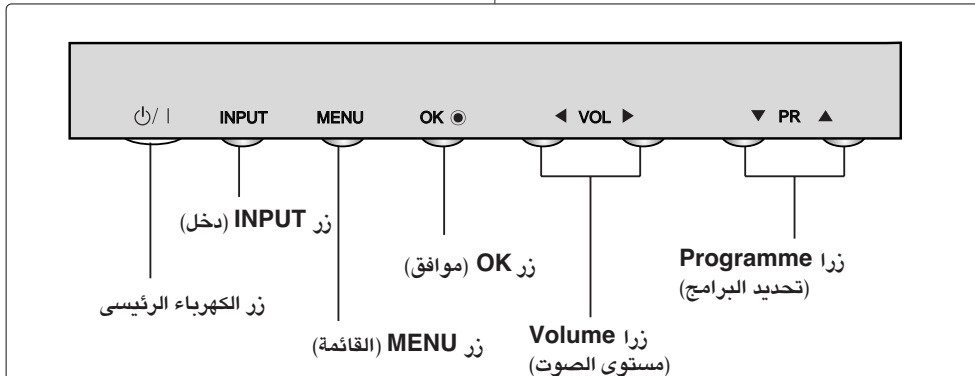 ⏻/ I INPUT MENU OK ◉ ◀ VOL ▶ ▼ PR ▲
زر INPUT (دخل)
زر OK (موافق)
زرا Programme
(تحديد البرامج)
زر الكهرباء الرئيسى
زر MENU (القائمة)
زرا Volume
(مستوى الصوت)